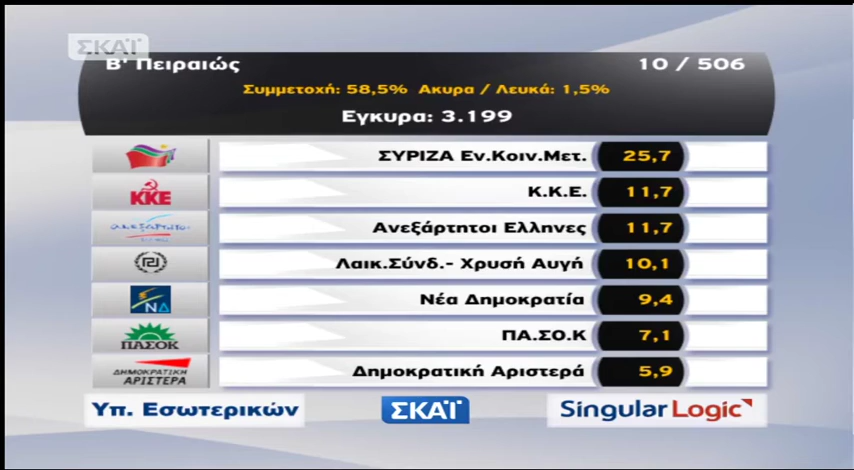 ΣΚΑΪ
Β' Πειραιώς 10 / 506
Συμμετοχή: 58,5% Ακυρα / Λευκά: 1,5%
Εγκυρα: 3.199
ΣΥΡΙΖΑ Εν.Κοιν.Μετ. 25,7
ΚΚΕ Κ.Κ.Ε. 11,7
ανεξάρτητοι Ανεξάρτητοι Ελληνες 11,7
Λαικ.Σύνδ.- Χρυσή Αυγή 10,1
ΝΔ Νέα Δημοκρατία 9,4
ΠΑΣΟΚ ΠΑ.ΣΟ.Κ 7,1
ΔΗΜΟΚΡΑΤΙΚΗ
ΑΡΙΣΤΕΡΑ Δημοκρατική Αριστερά 5,9
Υπ. Εσωτερικών ΣΚΑΪ SingularLogic